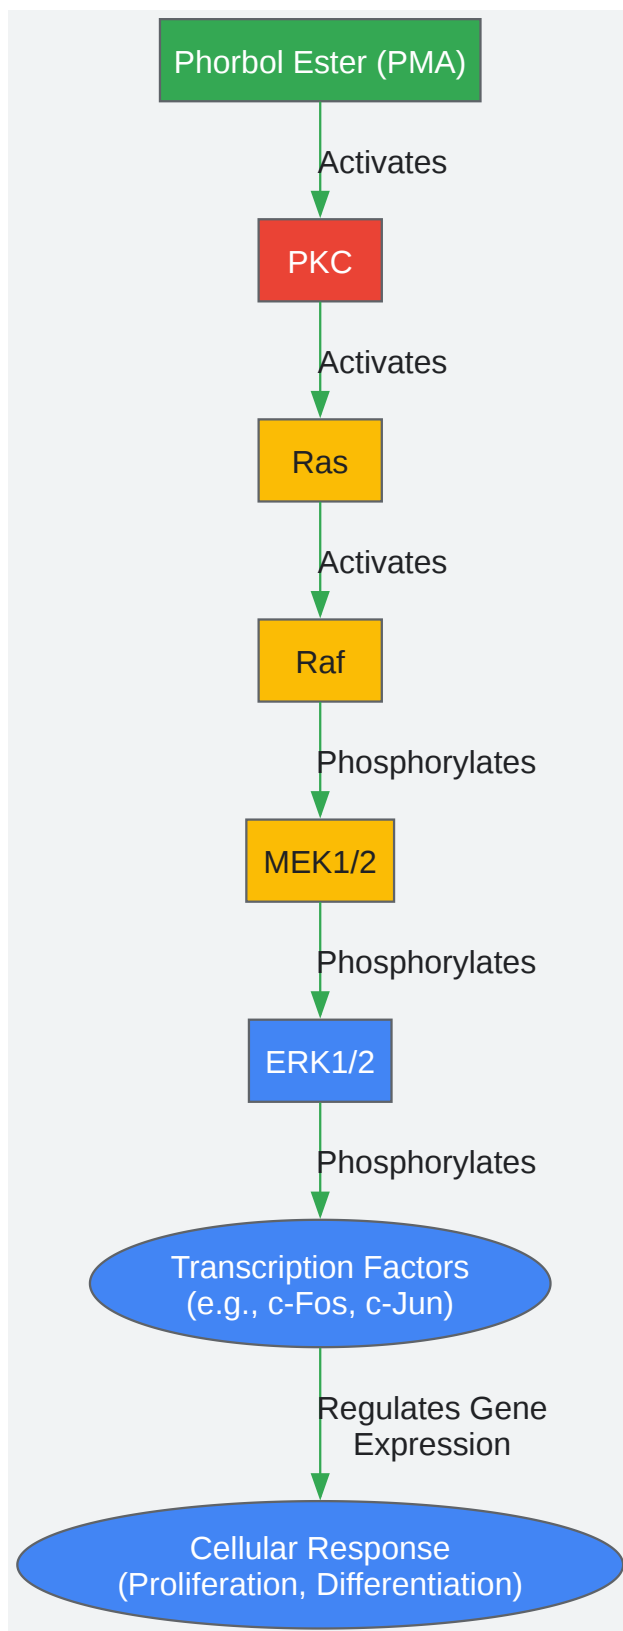 Phorbol Ester (PMA)
Activates
PKC
Activates
Ras
Activates
Raf
Phosphorylates
MEK1/2
Phosphorylates
ERK1/2
Phosphorylates
Transcription Factors
(e.g., c-Fos, c-Jun)
Regulates Gene
Expression
Cellular Response
(Proliferation, Differentiation)